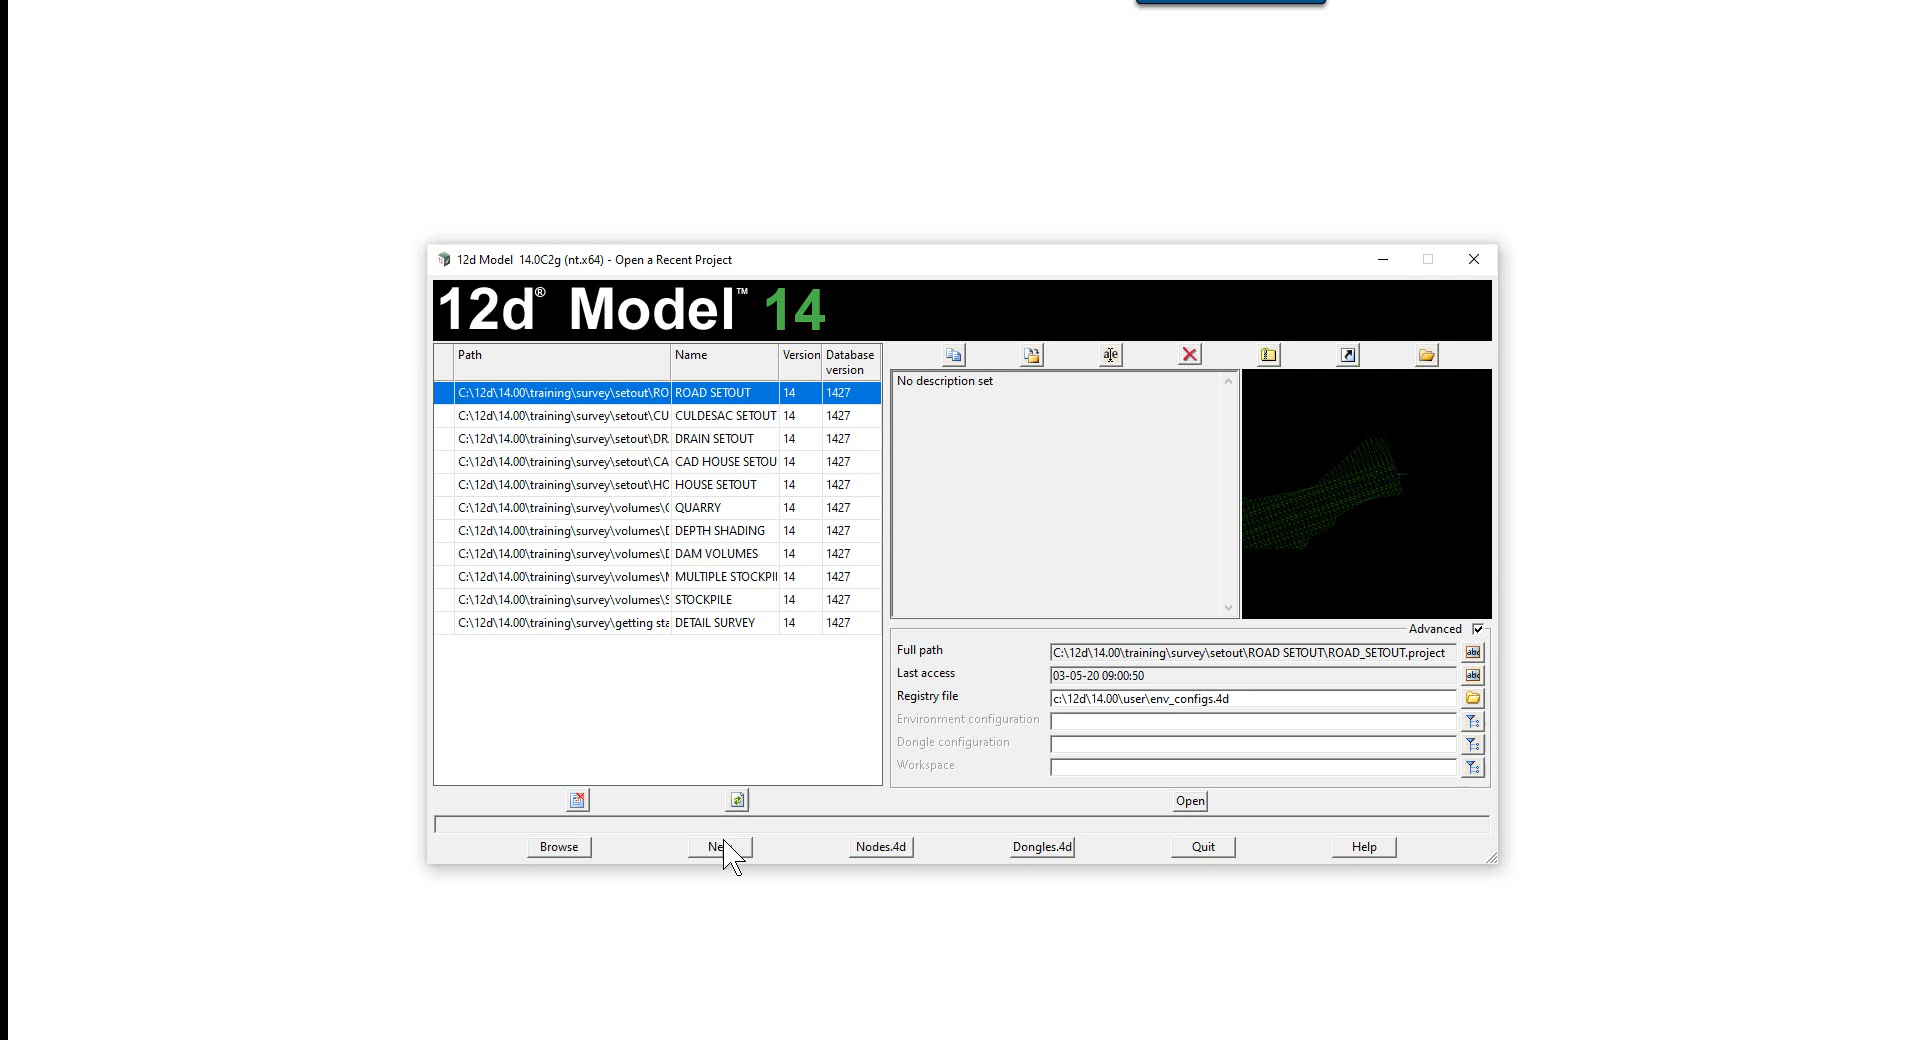 12d Model 14.0C2g (nt.x64) - Open a Recent Project
12d® Model™ 14
Path Name Version Database version
C:\12d\14.00\training\survey\setout\RO ROAD SETOUT 14 1427
C:\12d\14.00\training\survey\setout\CU CULDESAC SETOUT 14 1427
C:\12d\14.00\training\survey\setout\DR DRAIN SETOUT 14 1427
C:\12d\14.00\training\survey\setout\CA CAD HOUSE SETOU 14 1427
C:\12d\14.00\training\survey\setout\HO HOUSE SETOUT 14 1427
C:\12d\14.00\training\survey\volumes\ QUARRY 14 1427
C:\12d\14.00\training\survey\volumes\ DEPTH SHADING 14 1427
C:\12d\14.00\training\survey\volumes\ DAM VOLUMES 14 1427
C:\12d\14.00\training\survey\volumes\ MULTIPLE STOCKPI 14 1427
C:\12d\14.00\training\survey\volumes\S STOCKPILE 14 1427
C:\12d\14.00\training\survey\getting sta DETAIL SURVEY 14 1427
No description set
Advanced
Full path C:\12d\14.00\training\survey\setout\ROAD SETOUT\ROAD_SETOUT.project abc
Last access 03-05-20 09:00:50 abc
Registry file c:\12d\14.00\user\env_configs.4d
Environment configuration
Dongle configuration
Workspace
Open
Browse Nodes.4d Dongles.4d Quit Help